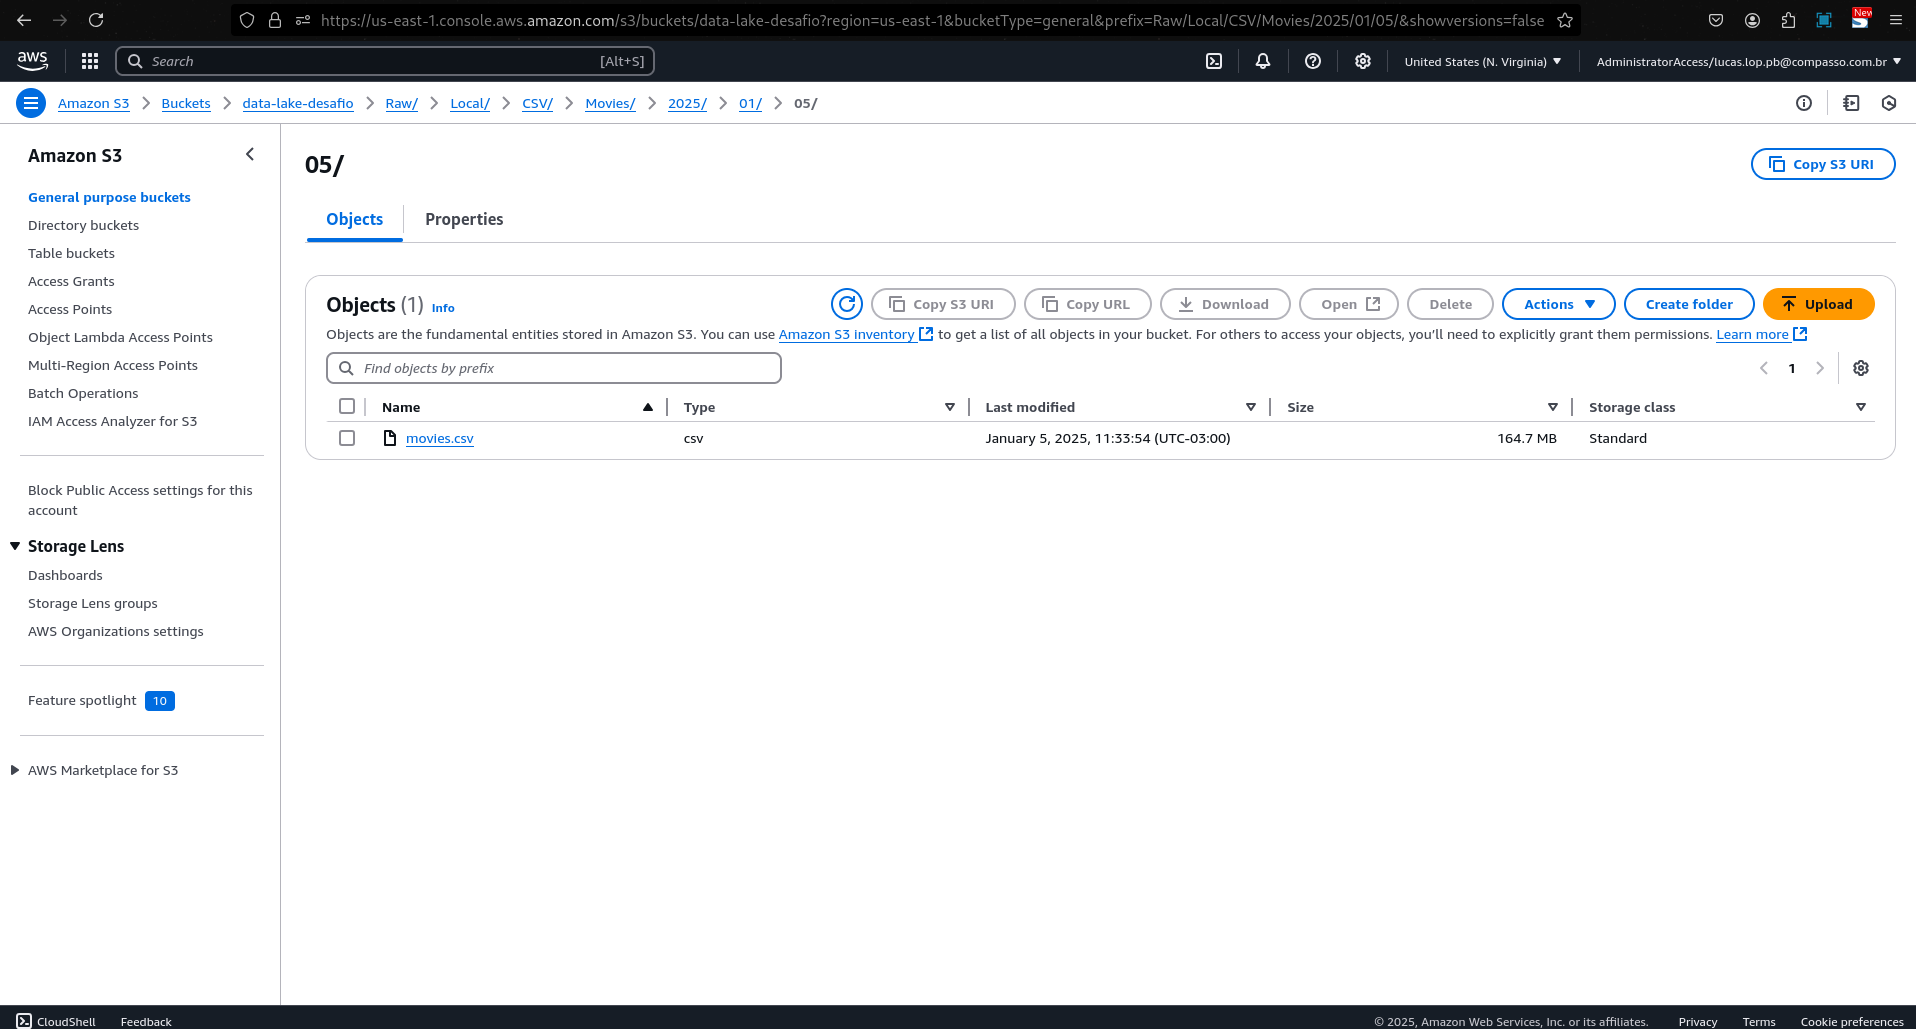 https://us-east-1.console.aws.amazon.com/s3/buckets/data-lake-desafio?region=us-east-1&bucketType=general&prefix=Raw/Local/CSV/Movies/2025/01/05/&showversions=false
New
aws
Search [Alt+S]
United States (N. Virginia)
AdministratorAccess/lucas.lop.pb@compasso.com.br
Amazon S3 Buckets data-lake-desafio Raw/ Local/ CSV/ Movies/ 2025/ 01/ 05/
Amazon S3
General purpose buckets
Directory buckets
Table buckets
Access Grants
Access Points
Object Lambda Access Points
Multi-Region Access Points
Batch Operations
IAM Access Analyzer for S3
Block Public Access settings for this
account
Storage Lens
Dashboards
Storage Lens groups
AWS Organizations settings
Feature spotlight 10
AWS Marketplace for S3
05/
Copy S3 URI
Objects Properties
Objects (1) Info
Copy S3 URI Copy URL Download Open Delete Actions Create folder Upload
Objects are the fundamental entities stored in Amazon S3. You can use Amazon S3 inventory to get a list of all objects in your bucket. For others to access your objects, you'll need to explicitly grant them permissions. Learn more
Find objects by prefix
1
Name Type Last modified Size Storage class
movies.csv csv January 5, 2025, 11:33:54 (UTC-03:00) 164.7 MB Standard
CloudShell Feedback
© 2025, Amazon Web Services, Inc. or its affiliates. Privacy Terms Cookie preferences